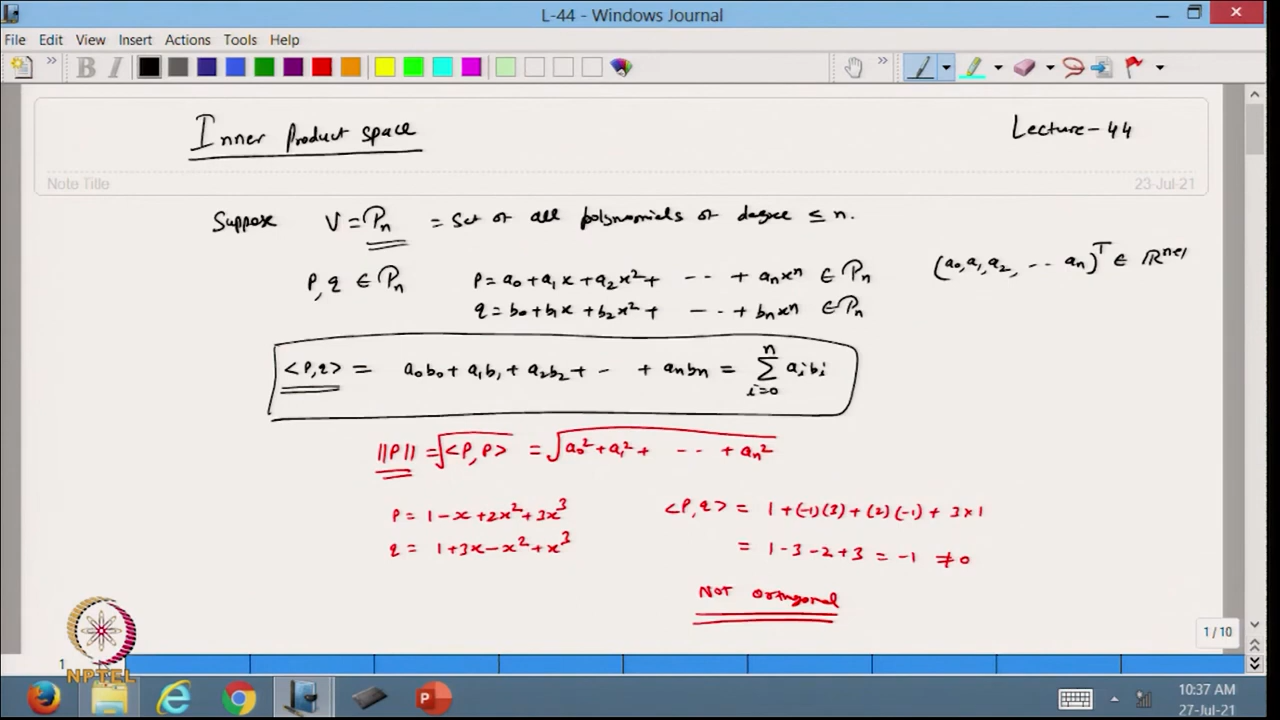 L-44 - Windows Journal
File Edit View Insert Actions Tools Help
Inner Product space
Lecture-44
Note Title
23-Jul-21
Suppose V = Pn = Set of all polynomials of degree ≤ n.
P, q ∈ Pn
P = a₀ + a₁x + a₂x² + -- - + aₙxⁿ ∈ Pn
(a₀, a₁, a₂, -- aₙ)ᵀ ∈ ℝⁿ⁺¹
q = b₀ + b₁x + b₂x² + -- - + bₙxⁿ ∈ Pn
<P,q> = a₀b₀ + a₁b₁ + a₂b₂ + - - + aₙbₙ = ∑ⁿᵢ₌₀ aᵢbᵢ
||P|| = √<P,P> = √a₀² + a₁² + -- - + aₙ²
P = 1 - x + 2x² + 3x³
<P,q> = 1 + (-1)(3) + (2)(-1) + 3×1
q = 1 + 3x - x² + x³
= 1 - 3 - 2 + 3 = -1 ≠ 0
Not ortogonal
1 / 10
1
NPTEL
10:37 AM
27-Jul-21